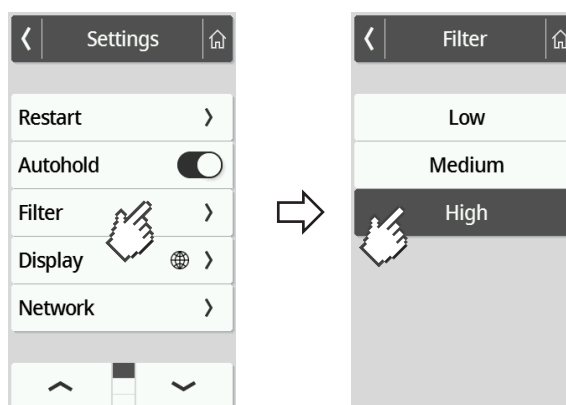 Settings
Restart
Autohold
Filter
Display
Network
Filter
Low
Medium
High